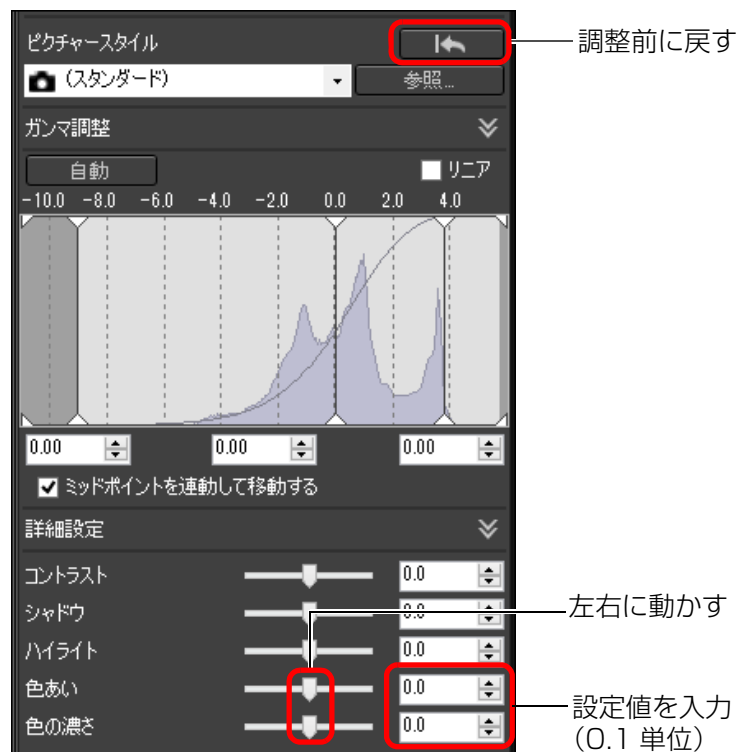 ピクチャースタイル
調整前に戻す
(スタンダード)
参照...
ガンマ調整
自動
リニア
-10.0 -8.0 -6.0 -4.0 -2.0 0.0 2.0 4.0
0.00 0.00 0.00
ミッドポイントを連動して移動する
詳細設定
コントラスト 0.0
シャドウ 0.0
左右に動かす
ハイライト 0.0
色あい 0.0
色の濃さ 0.0
設定値を入力
(0.1 単位)